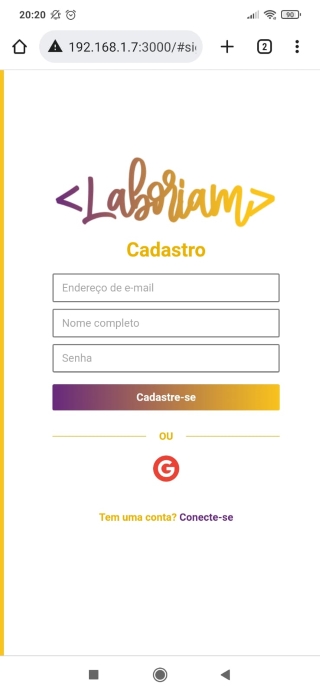 20:20
90
192.168.1.7:3000/#si
2
<Laboriam>
Cadastro
Endereço de e-mail
Nome completo
Senha
Cadastre-se
OU
G
Tem uma conta? Conecte-se